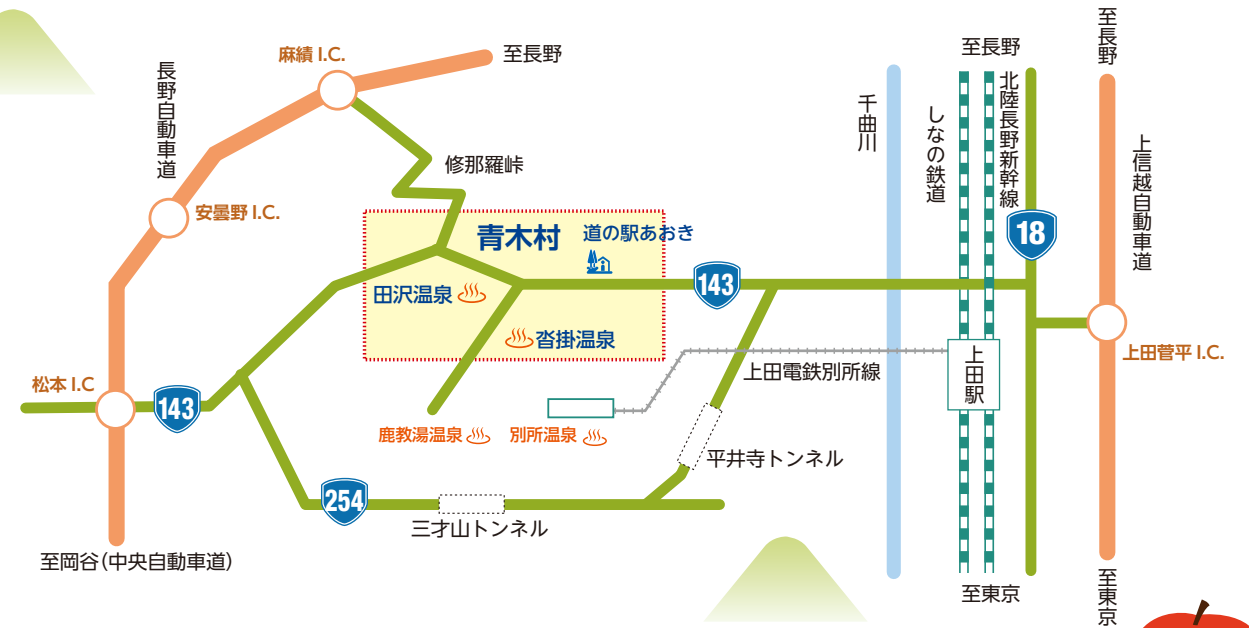 麻績 I.C.
至長野
長野自動車道
修那羅峠
安曇野 I.C.
青木村
道の駅あおき
田沢温泉
沓掛温泉
143
松本 I.C
143
鹿教湯温泉
別所温泉
254
三才山トンネル
平井寺トンネル
上田電鉄別所線
至岡谷(中央自動車道)
千曲川
至長野
しなの鉄道
北陸長野新幹線
18
上田駅
至東京
至長野
上信越自動車道
上田菅平 I.C.
至東京